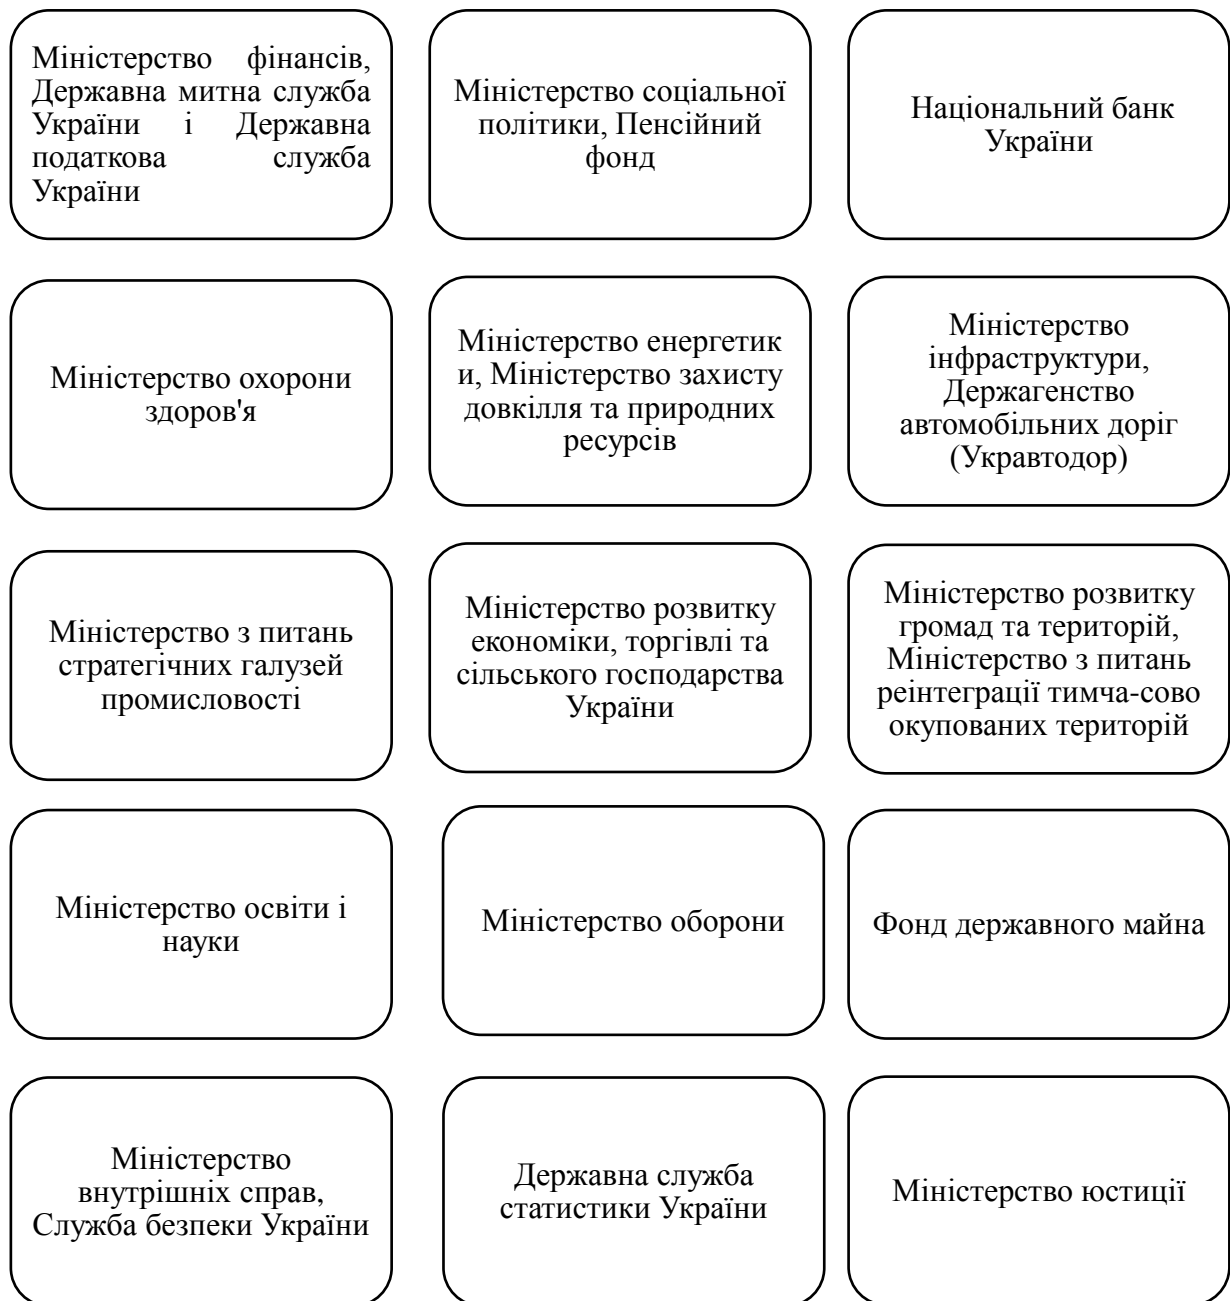 Міністерство фінансів,
Державна митна служба
України і Державна
податкова служба
України
Міністерство соціальної
політики, Пенсійний
фонд
Національний банк
України
Міністерство охорони
здоров'я
Міністерство енергетик
и, Міністерство захисту
довкілля та природних
ресурсів
Міністерство
інфраструктури,
Держагенство
автомобільних доріг
(Укравтодор)
Міністерство з питань
стратегічних галузей
промисловості
Міністерство розвитку
економіки, торгівлі та
сільського господарства
України
Міністерство розвитку
громад та територій,
Міністерство з питань
реінтеграції тимча-сово
окупованих територій
Міністерство освіти і
науки
Міністерство оборони
Фонд державного майна
Міністерство
внутрішніх справ,
Служба безпеки України
Державна служба
статистики України
Міністерство юстиції